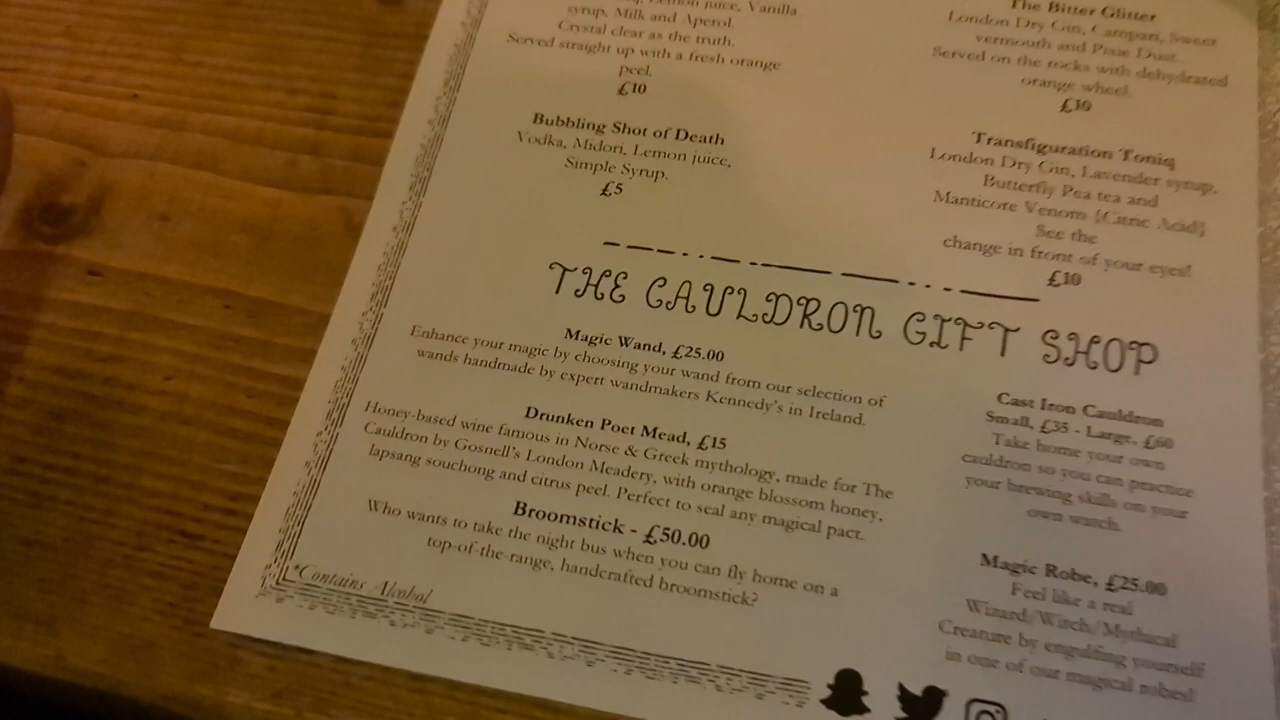 Lemon juice, Vanilla
syrup, Milk and Aperol.
Crystal clear as the truth.
Served straight up with a fresh orange
peel.
£10
Bubbling Shot of Death
Vodka, Midori, Lemon juice,
Simple Syrup.
£5
The Bitter Glitter
London Dry Gin, Campari, Sweet
vermouth and Pixie Dust.
Served on the rocks with dehydrated
orange wheel.
£10
Transfiguration Toniq
London Dry Gin, Lavender syrup,
Butterfly Pea tea and
Manticore Venom {Citric Acid}
See the
change in front of your eyes!
£10
THE CAULDRON GIFT SHOP
Magic Wand, £25.00
Enhance your magic by choosing your wand from our selection of
wands handmade by expert wandmakers Kennedy's in Ireland.
Drunken Poet Mead, £15
Honey-based wine famous in Norse & Greek mythology, made for The
Cauldron by Gosnell's London Meadery, with orange blossom honey,
lapsang souchong and citrus peel. Perfect to seal any magical pact.
Broomstick - £50.00
Who wants to take the night bus when you can fly home on a
top-of-the-range, handcrafted broomstick?
*Contains Alcohol
Cast Iron Cauldron
Small, £35 - Large, £60
Take home your own
cauldron so you can practice
your brewing skills on your
own watch.
Magic Robe, £25.00
Feel like a real
Wizard/Witch/Mythical
Creature by engulfing yourself
in one of our magical robes!